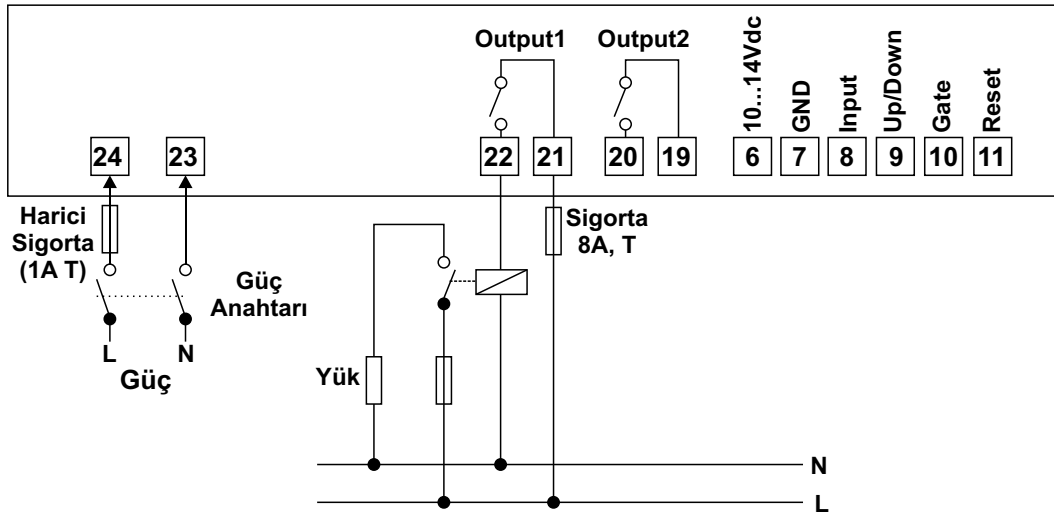 Output1
Output2
10...14Vdc
GND
Input
Up/Down
Gate
Reset
24
23
22
21
20
19
6
7
8
9
10
11
Harici
Sigorta
(1A T)
Güç
Anahtarı
L
N
Güç
Sigorta
8A, T
Yük
N
L